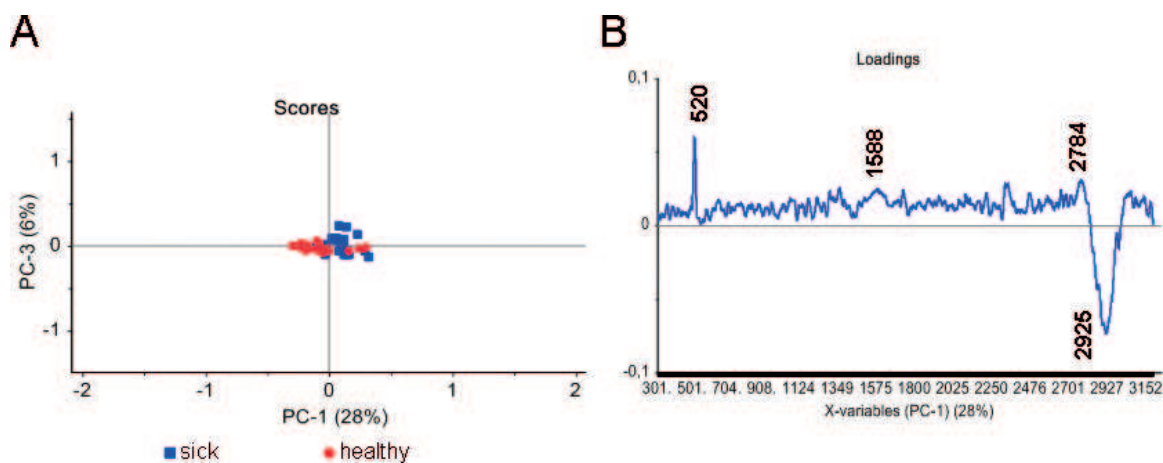 A
Scores
1
0
-1
PC-3 (6%)
-2
-1
0
1
2
PC-1 (28%)
sick
healthy
B
Loadings
0,1
0
-0,1
520
1588
2784
2925
301. 501. 704. 908. 1124 1349 1575 1800 2025 2250 2476 2701 2927 3152
X-variables (PC-1) (28%)